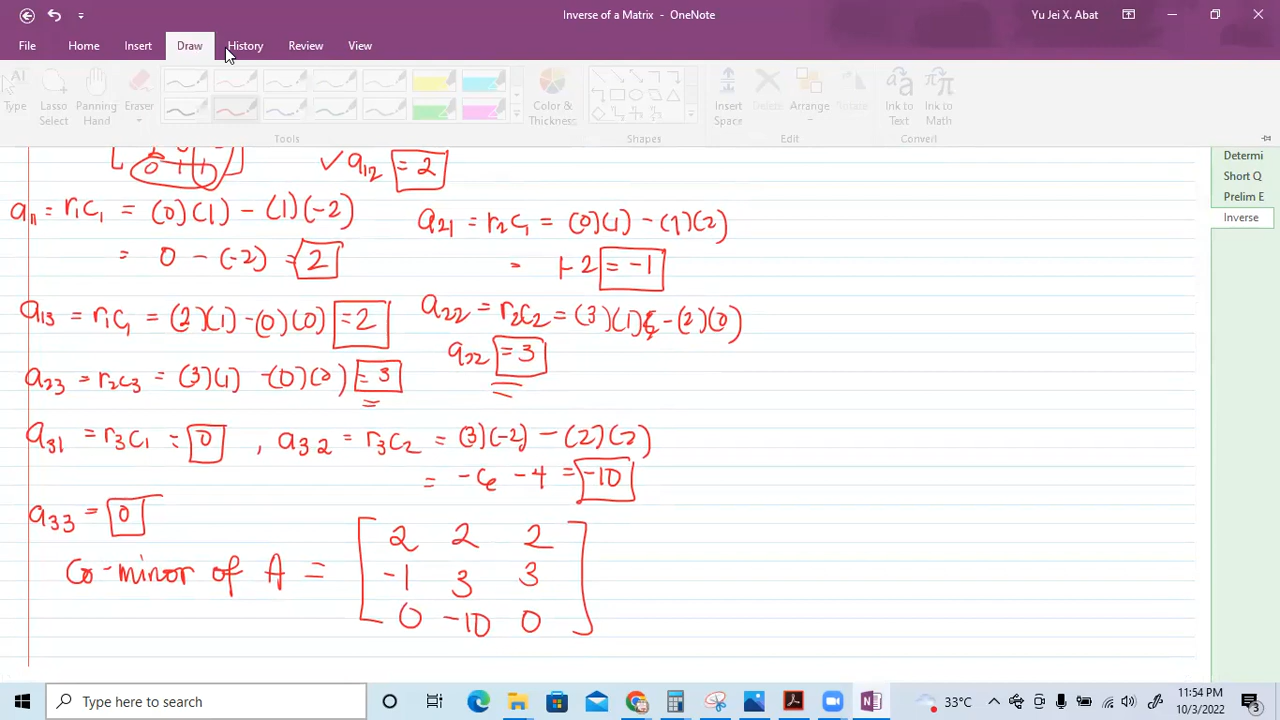 Inverse of a Matrix - OneNote
Yu Jei X. Abat
File Home Insert Draw History Review View
Type
Lasso Select
Panning Hand
Eraser
Color & Thickness
Insert Space
Delete
Arrange
Rotate
Ink to Text
Ink to Math
Tools
Shapes
Edit
Convert
Determi
Short Q
Prelim E
Inverse
0 1 1
✓ a₁₂ = 2
a₁₁ = r₁c₁ = (0)(1) - (1)(-2)
= 0 - (-2) = 2
a₂₁ = r₂c₁ = (0)(1) - (1)(2)
= 1-2 = -1
a₁₃ = r₁c₁ = (2)(1) - (0)(0) = 2
a₂₂ = r₂c₂ = (3)(1) - (2)(0)
a₂₂ = 3
a₂₃ = r₂c₃ = (3)(1) - (0)(0) = 3
a₃₁ = r₃c₁ = 0 , a₃₂ = r₃c₂ = (3)(-2) - (2)(2)
= -6 - 4 = -10
a₃₃ = 0
Co-minor of A =
2 2 2
-1 3 3
0 -10 0
Type here to search
33°C
11:54 PM
10/3/2022
3